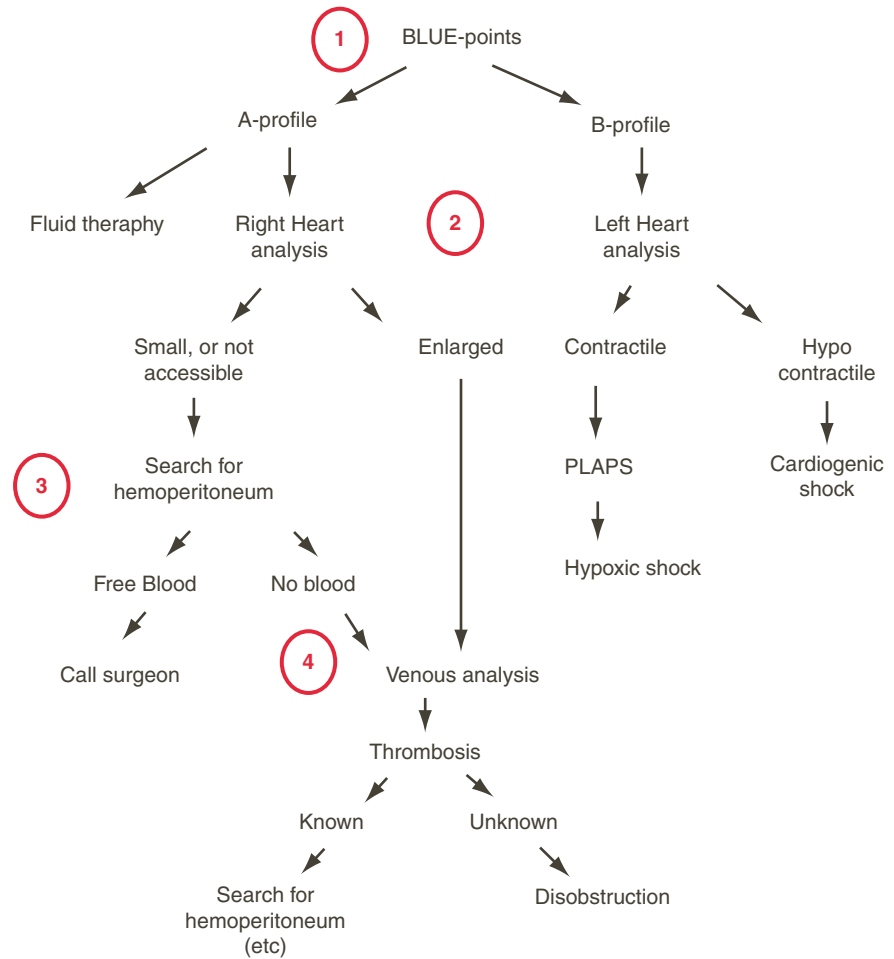 1
BLUE-points
A-profile
B-profile
Fluid theraphy
Right Heart
analysis
2
Left Heart
analysis
Small, or not
accessible
Enlarged
Contractile
Hypo
contractile
3
Search for
hemoperitoneum
PLAPS
Cardiogenic
shock
Free Blood
No blood
Hypoxic shock
4
Call surgeon
Venous analysis
Thrombosis
Known
Unknown
Search for
hemoperitoneum
(etc)
Disobstruction